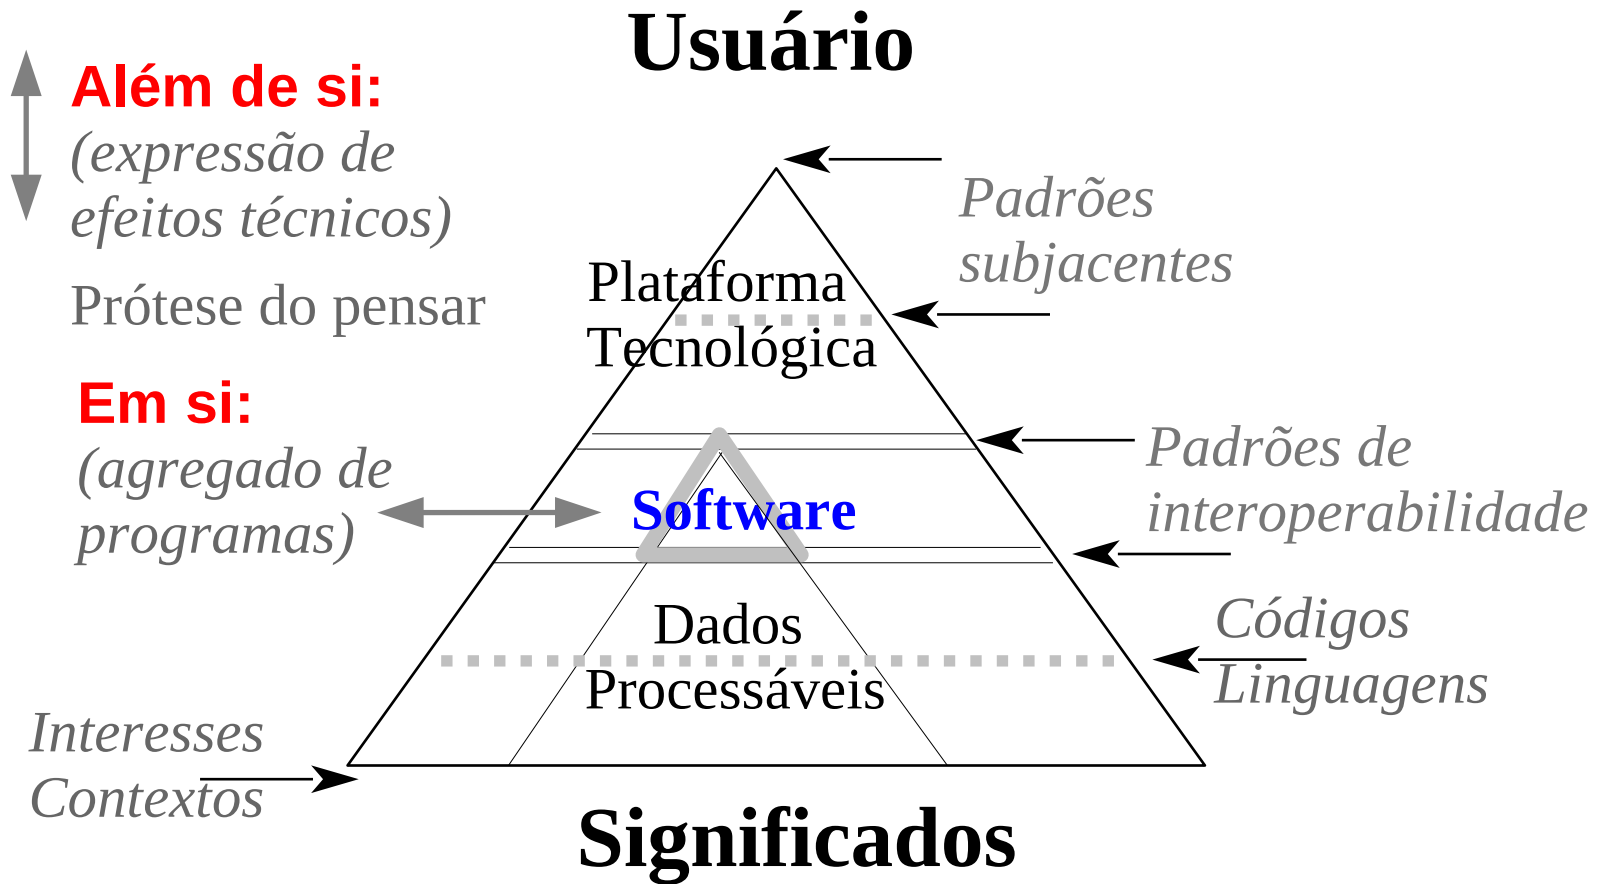 Usuário
Além de si:
(expressão de
efeitos técnicos)
Prótese do pensar
Em si:
(agregado de
programas)
Interesses
Contextos
Plataforma
Tecnológica
Software
Dados
Processáveis
Padrões
subjacentes
Padrões de
interoperabilidade
Códigos
Linguagens
Significados